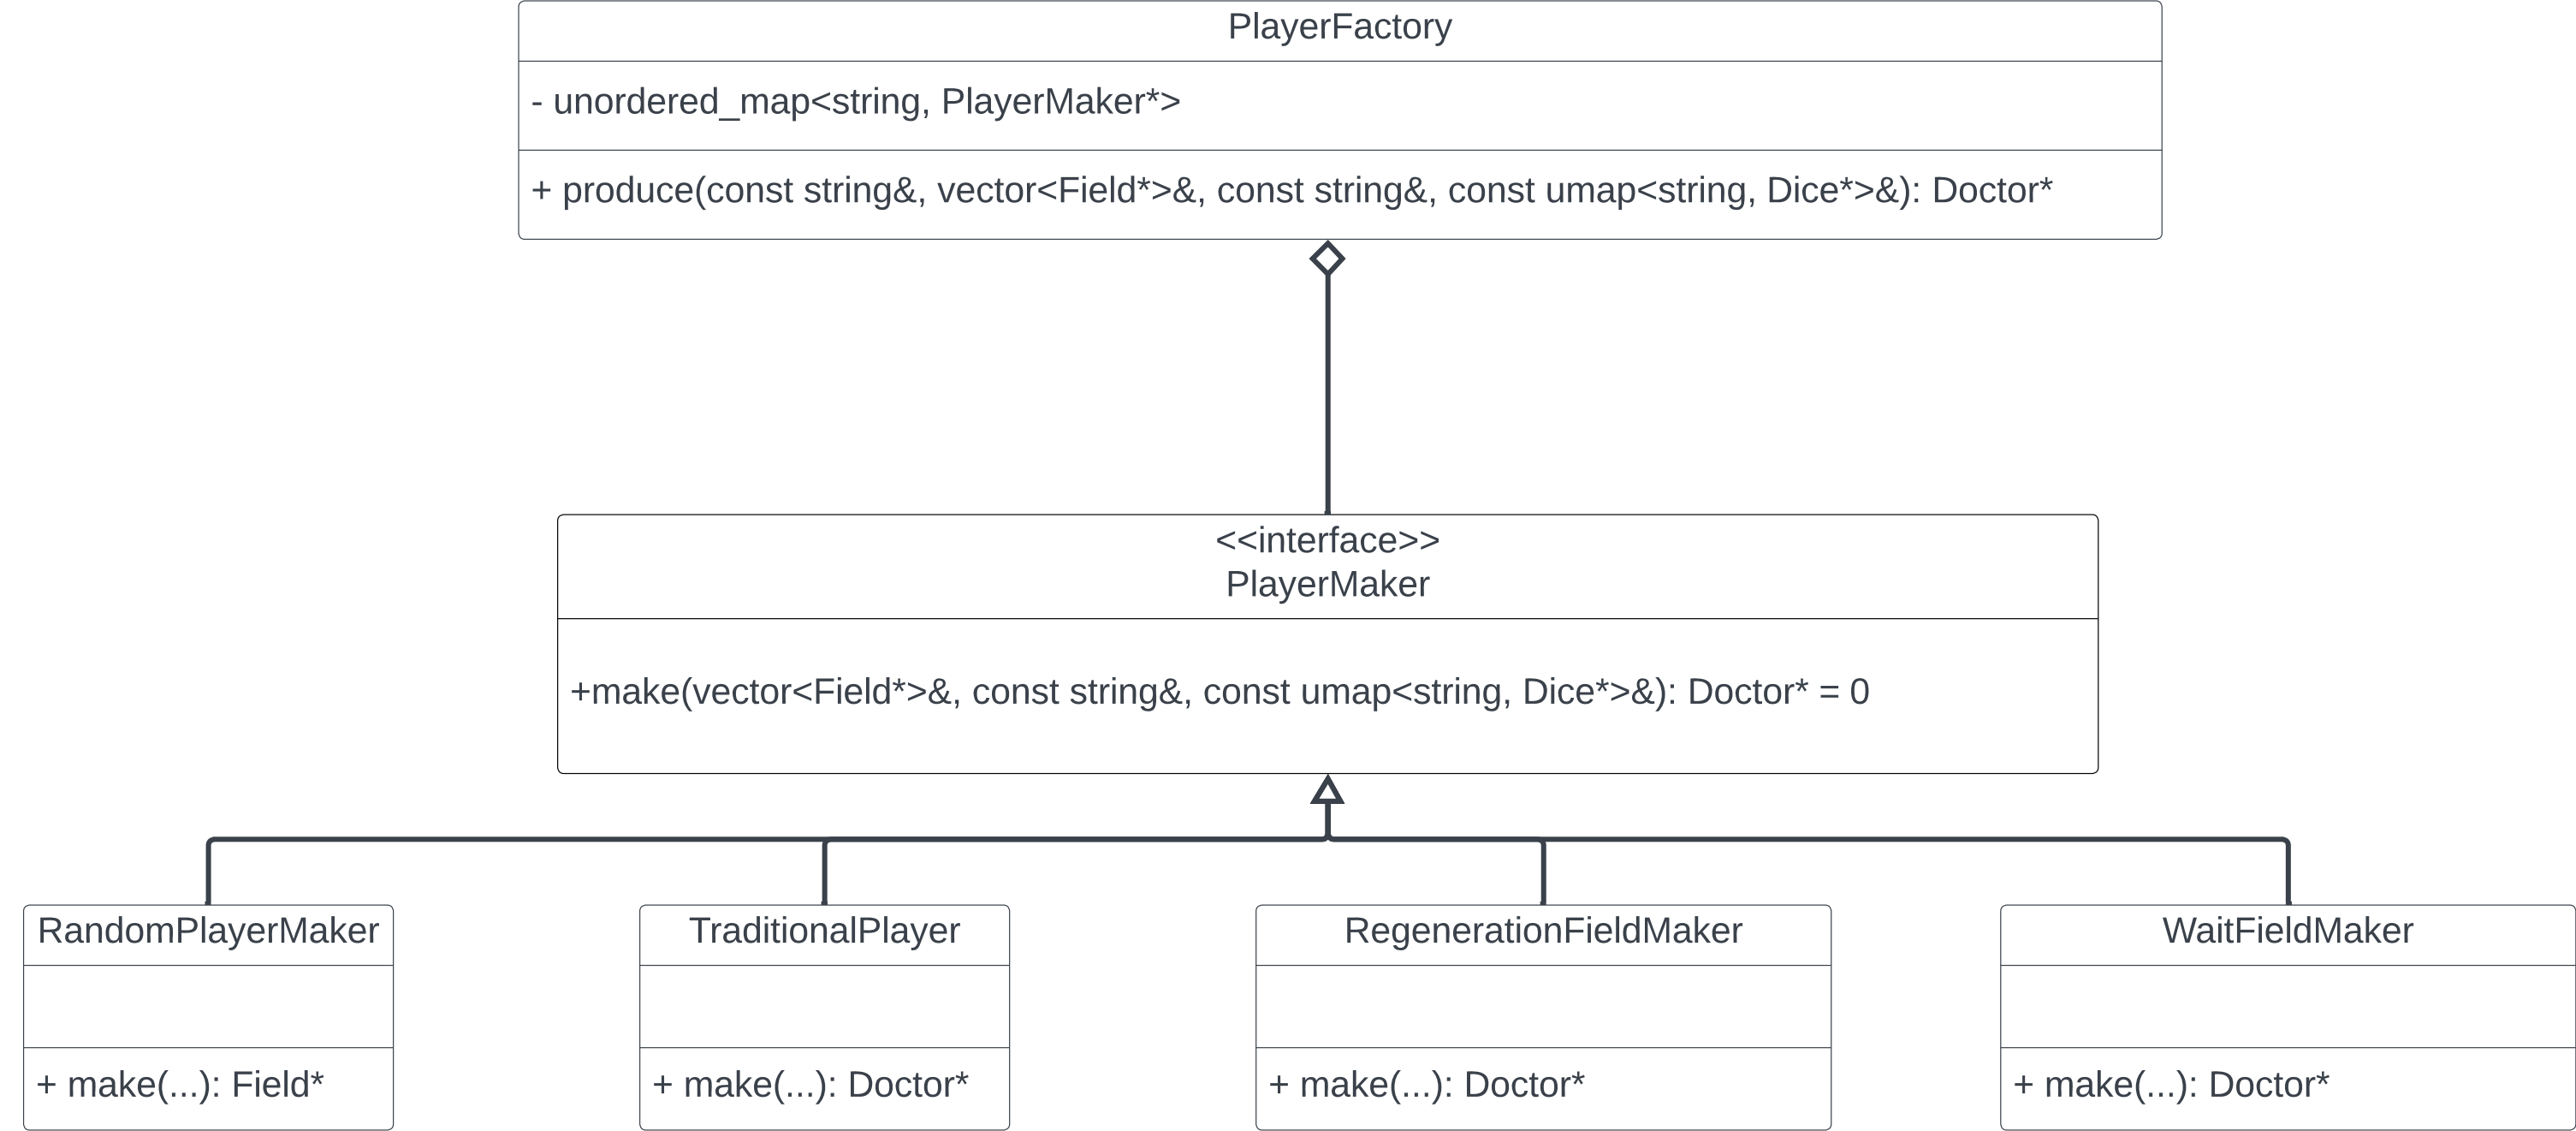 PlayerFactory
- unordered_map<string, PlayerMaker*>
+ produce(const string&, vector<Field*>&, const string&, const umap<string, Dice*>&): Doctor*
<<interface>>
PlayerMaker
+make(vector<Field*>&, const string&, const umap<string, Dice*>&): Doctor* = 0
RandomPlayerMaker
+ make(...): Field*
TraditionalPlayer
+ make(...): Doctor*
RegenerationFieldMaker
+ make(...): Doctor*
WaitFieldMaker
+ make(...): Doctor*